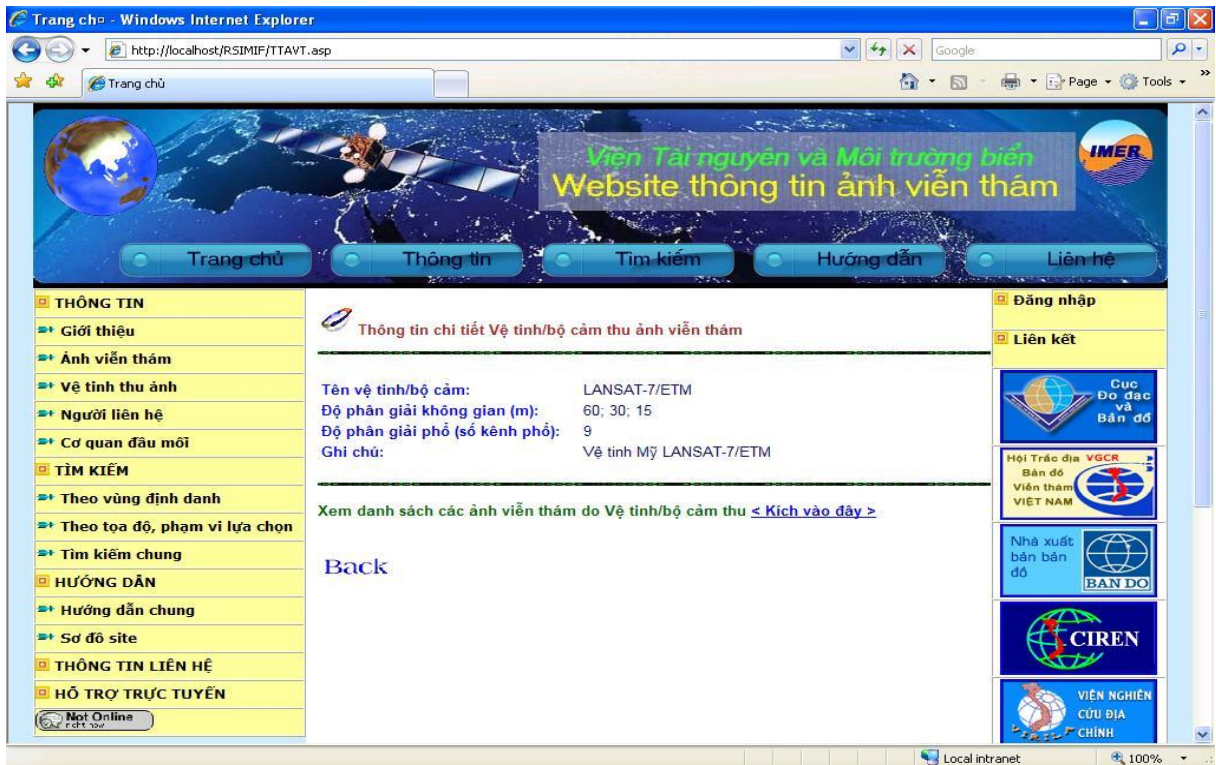 Trang ch¤ - Windows Internet Explorer
http://localhost/RSIMIF/TTAVT.asp
Google
Trang chủ
Page
Tools
Viện Tài nguyên và Môi trường biển
Website thông tin ảnh viễn thám
IMER
Trang chủ
Thông tin
Tìm kiếm
Hướng dẫn
Liên hệ
THÔNG TIN
Giới thiệu
Ảnh viễn thám
Vệ tinh thu ảnh
Người liên hệ
Cơ quan đầu mối
TÌM KIẾM
Theo vùng định danh
Theo tọa độ, phạm vi lựa chọn
Tìm kiếm chung
HƯỚNG DẪN
Hướng dẫn chung
Sơ đồ site
THÔNG TIN LIÊN HỆ
HỖ TRỢ TRỰC TUYẾN
Not Online
right now
Thông tin chi tiết Vệ tinh/bộ cảm thu ảnh viễn thám
Tên vệ tinh/bộ cảm: LANSAT-7/ETM
Độ phân giải không gian (m): 60; 30; 15
Độ phân giải phổ (số kênh phổ): 9
Ghi chú: Vệ tinh Mỹ LANSAT-7/ETM
Xem danh sách các ảnh viễn thám do Vệ tinh/bộ cảm thu < Kích vào đây >
Back
Đăng nhập
Liên kết
Cục
Đo đạc
và
Bản đồ
Hội Trắc địa VGCR
Bản đồ
Viễn thám
VIỆT NAM
Nhà xuất
bản bản
đồ
BAN DO
CIREN
VIỆN NGHIÊN
CỨU ĐỊA
CHÍNH
Local intranet
100%